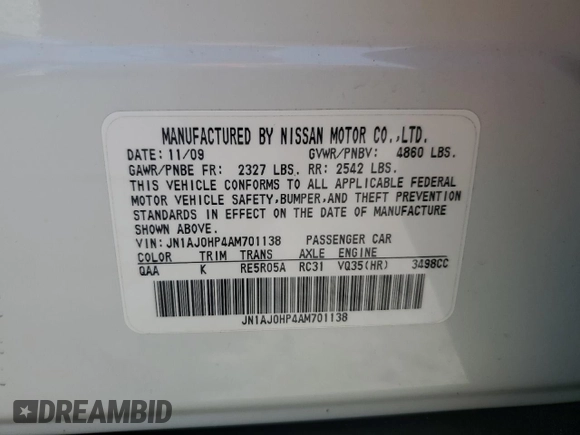 MANUFACTURED BY NISSAN MOTOR CO.,LTD.
DATE: 11/09 GVWR/PNBV: 4860 LBS.
GAWR/PNBE FR: 2327 LBS. RR: 2542 LBS.
THIS VEHICLE CONFORMS TO ALL APPLICABLE FEDERAL
MOTOR VEHICLE SAFETY,BUMPER,AND THEFT PREVENTION
STANDARDS IN EFFECT ON THE DATE OF MANUFACTURE
SHOWN ABOVE.
VIN: JN1AJ0HP4AM701138 PASSENGER CAR
COLOR TRIM TRANS AXLE ENGINE
QAA K RE5R05A RC31 VQ35(HR) 3498CC
JN1AJ0HP4AM701138
DREAMBID